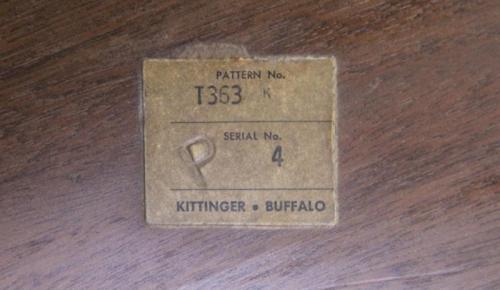 PATTERN No.
T363 K
SERIAL No.
P 4
KITTINGER • BUFFALO